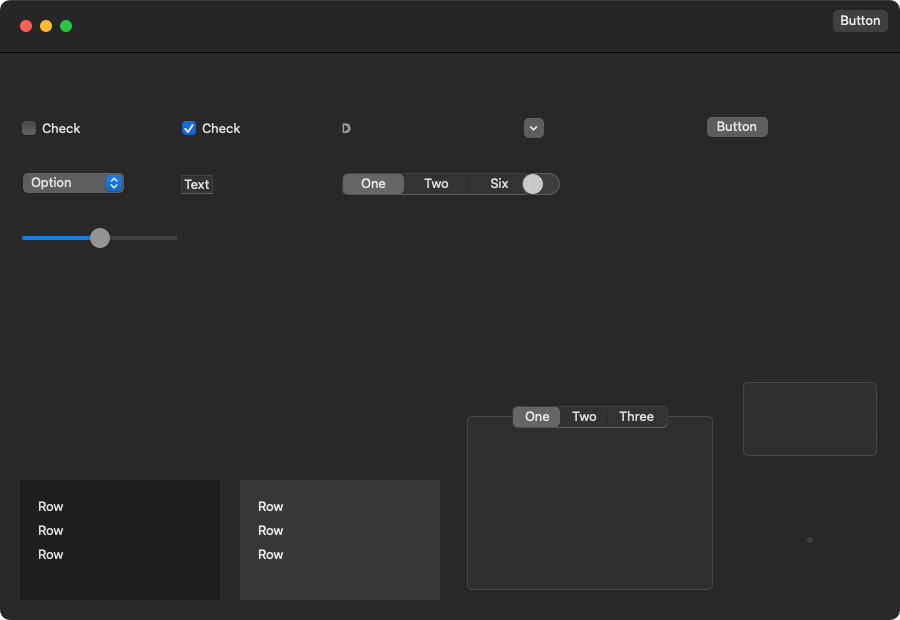 Button
Check
Check
D
Button
Option
Text
One Two Six
One Two Three
Row
Row
Row
Row
Row
Row